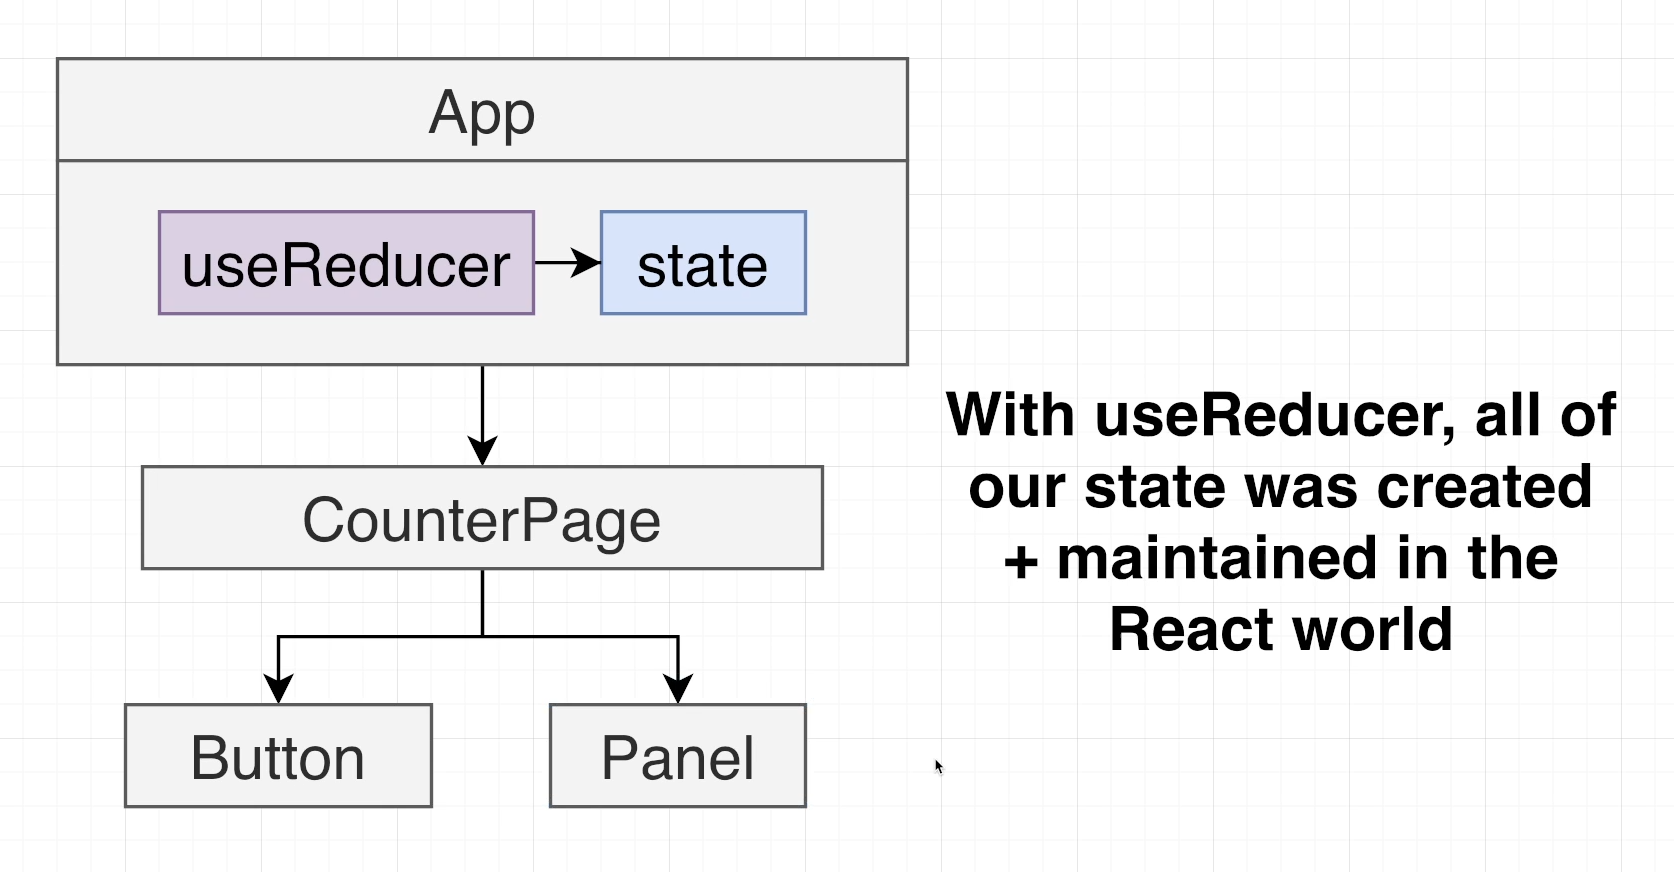 App
useReducer
state
CounterPage
Button
Panel
With useReducer, all of
our state was created
+ maintained in the
React world